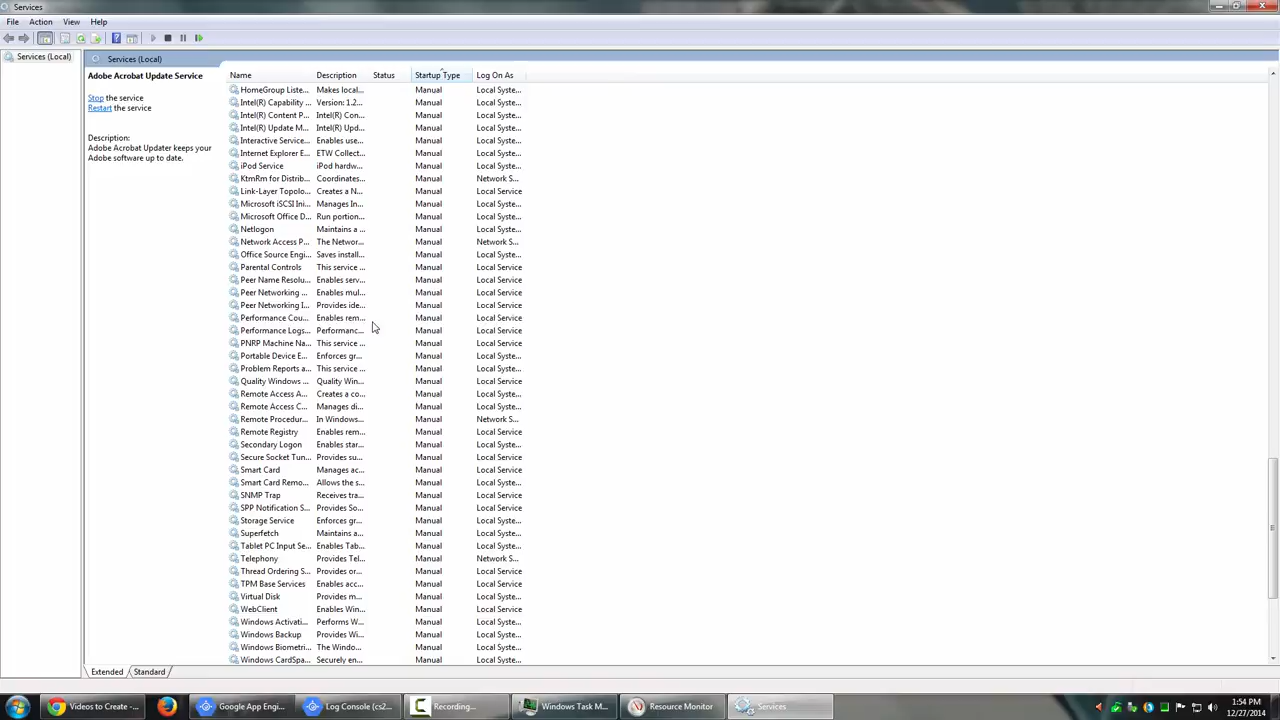 Services
File Action View Help
Services (Local)
Services (Local)
Adobe Acrobat Update Service
Stop the service
Restart the service
Description:
Adobe Acrobat Updater keeps your
Adobe software up to date.
Name Description Status Startup Type Log On As
HomeGroup Liste... Makes local... Manual Local Syste...
Intel(R) Capability ... Version: 1.2... Manual Local Syste...
Intel(R) Content P... Intel(R) Con... Manual Local Syste...
Intel(R) Update M... Intel(R) Upd... Manual Local Syste...
Interactive Service... Enables use... Manual Local Syste...
Internet Explorer E... ETW Collect... Manual Local Syste...
iPod Service iPod hardw... Manual Local Syste...
KtmRm for Distrib... Coordinates... Manual Network S...
Link-Layer Topolo... Creates a N... Manual Local Service
Microsoft iSCSI Ini... Manages In... Manual Local Syste...
Microsoft Office D... Run portion... Manual Local Syste...
Netlogon Maintains a ... Manual Local Syste...
Network Access P... The Networ... Manual Network S...
Office Source Engi... Saves install... Manual Local Syste...
Parental Controls This service ... Manual Local Service
Peer Name Resolu... Enables serv... Manual Local Service
Peer Networking ... Enables mul... Manual Local Service
Peer Networking I... Provides ide... Manual Local Service
Performance Cou... Enables rem... Manual Local Service
Performance Logs... Performanc... Manual Local Service
PNRP Machine Na... This service ... Manual Local Service
Portable Device E... Enforces gr... Manual Local Syste...
Problem Reports a... This service ... Manual Local Syste...
Quality Windows ... Quality Win... Manual Local Service
Remote Access A... Creates a co... Manual Local Syste...
Remote Access C... Manages di... Manual Local Syste...
Remote Procedur... In Windows... Manual Network S...
Remote Registry Enables rem... Manual Local Service
Secondary Logon Enables star... Manual Local Syste...
Secure Socket Tun... Provides su... Manual Local Service
Smart Card Manages ac... Manual Local Service
Smart Card Remo... Allows the s... Manual Local Syste...
SNMP Trap Receives tra... Manual Local Service
SPP Notification S... Provides So... Manual Local Service
Storage Service Enforces gr... Manual Local Syste...
Superfetch Maintains a... Manual Local Syste...
Tablet PC Input Se... Enables Tab... Manual Local Syste...
Telephony Provides Tel... Manual Network S...
Thread Ordering S... Provides or... Manual Local Service
TPM Base Services Enables acc... Manual Local Service
Virtual Disk Provides m... Manual Local Syste...
WebClient Enables Win... Manual Local Service
Windows Activati... Performs W... Manual Local Syste...
Windows Backup Provides Wi... Manual Local Syste...
Windows Biometri... The Windo... Manual Local Syste...
Windows CardSpa... Securely en... Manual Local Syste...
Extended Standard
Videos to Create -... Google App Engi... Log Console (cs2... Recording... Windows Task M... Resource Monitor Services
1:54 PM
12/27/2014